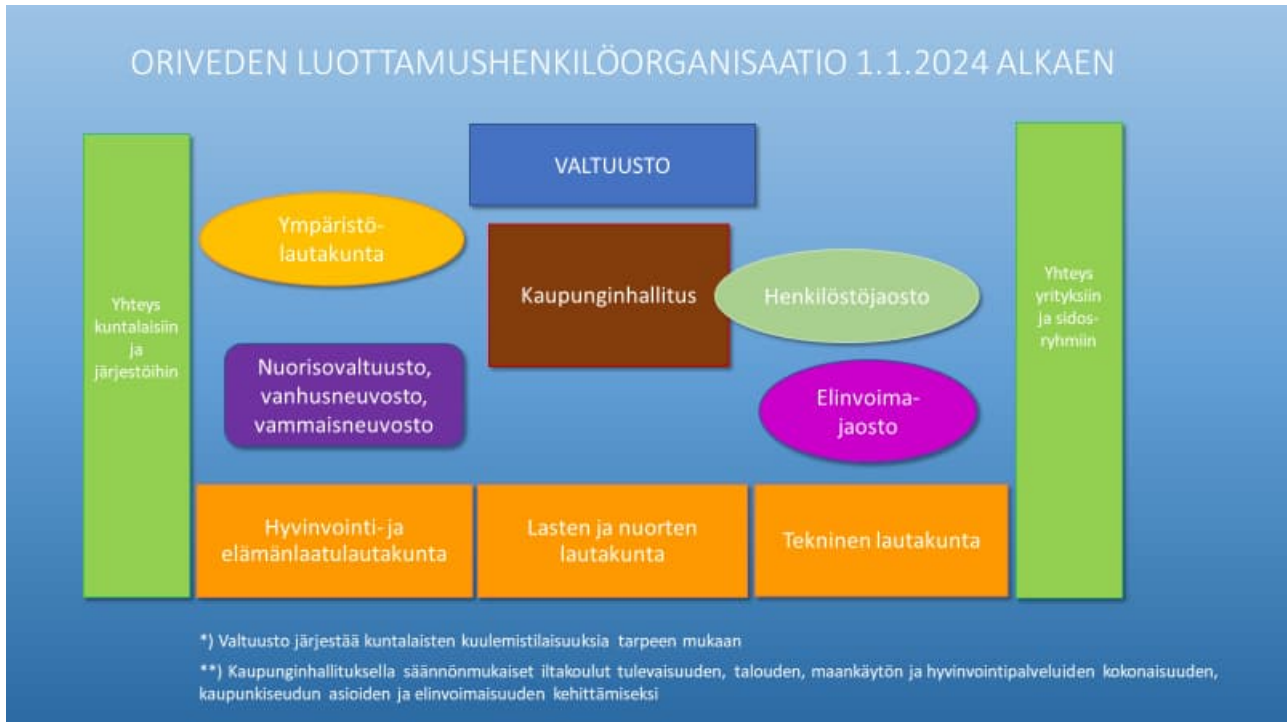 ORIVEDEN LUOTTAMUSHENKILÖORGANISAATIO 1.1.2024 ALKAEN
VALTUUSTO
Ympäristö-
lautakunta
Kaupunginhallitus
Henkilöstöjaosto
Yhteys
kuntalaisiin
ja
järjestöihin
Yhteys
yrityksiin
ja sidos-
ryhmiin
Nuorisovaltuusto,
vanhusneuvosto,
vammaisneuvosto
Elinvoima-
jaosto
Hyvinvointi- ja
elämänlaatulautakunta
Lasten ja nuorten
lautakunta
Tekninen lautakunta
*) Valtuusto järjestää kuntalaisten kuulemistilaisuuksia tarpeen mukaan
**) Kaupunginhallituksella säännönmukaiset iltakoulut tulevaisuuden, talouden, maankäytön ja hyvinvointipalveluiden kokonaisuuden,
kaupunkiseudun asioiden ja elinvoimaisuuden kehittämiseksi